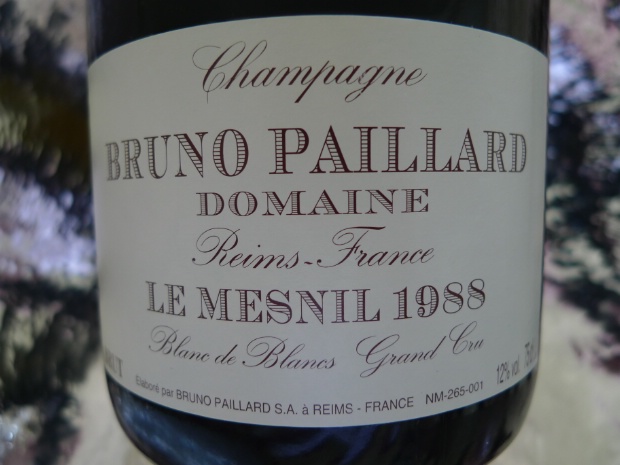 Champagne
BRUNO PAILLARD
DOMAINE
Reims-France
LE MESNIL 1988
Blanc de Blancs Grand Cru
12% vol.
Elaboré par BRUNO PAILLARD S.A. à REIMS - FRANCE NM-265-001